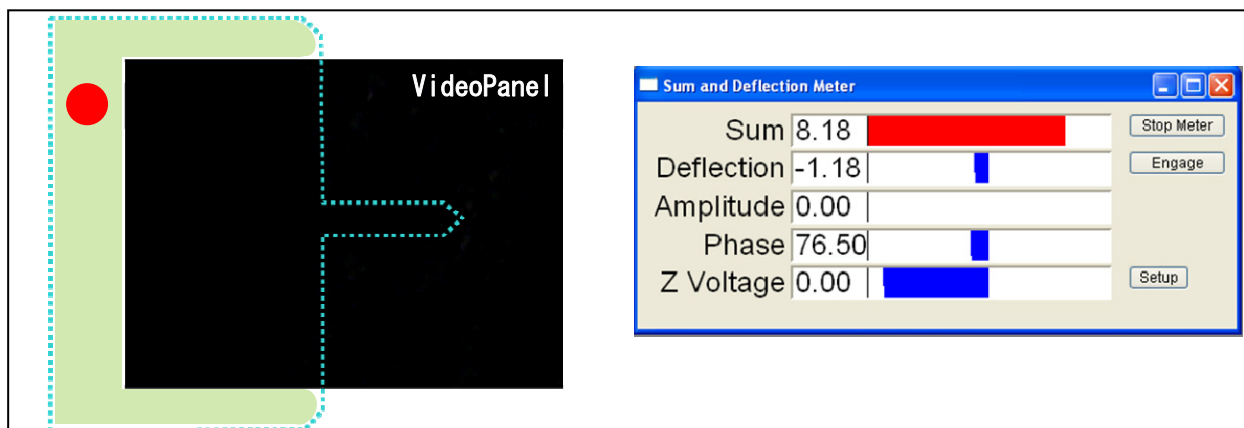 VideoPanel
Sum and Deflection Meter
Sum 8.18 Stop Meter
Deflection -1.18 Engage
Amplitude 0.00
Phase 76.50
Z Voltage 0.00 Setup